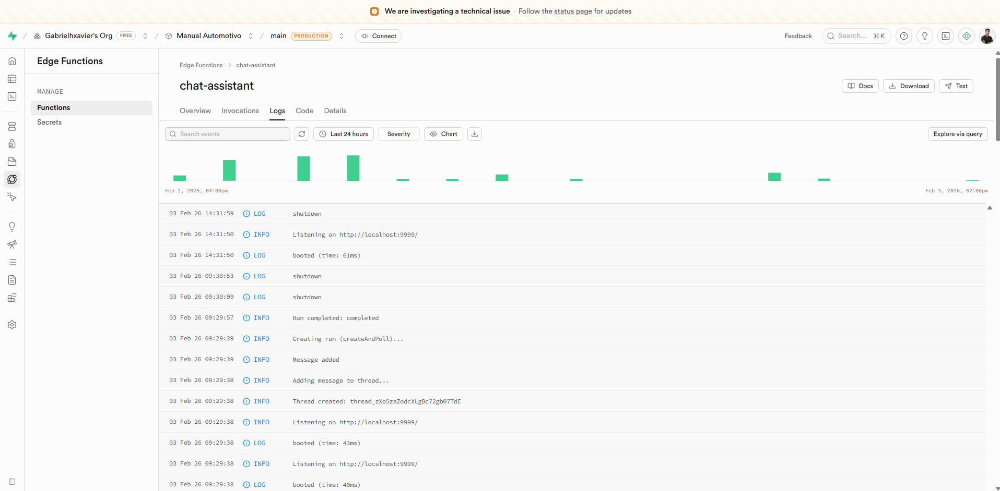 We are investigating a technical issue · Follow the status page for updates
/ Gabrielhxavier's Org FREE / Manual Automotivo / main PRODUCTION Connect Feedback Search... ⌘K
Edge Functions
MANAGE
Functions
Secrets
Edge Functions > chat-assistant
chat-assistant
Docs Download Test
Overview Invocations Logs Code Details
Search events Last 24 hours Severity Chart Explore via query
Feb 2, 2026, 04:00pm Feb 3, 2026, 02:00pm
03 Feb 26 14:31:59 LOG shutdown
03 Feb 26 14:31:50 INFO Listening on http://localhost:9999/
03 Feb 26 14:31:50 LOG booted (time: 61ms)
03 Feb 26 09:30:53 LOG shutdown
03 Feb 26 09:30:09 LOG shutdown
03 Feb 26 09:29:57 INFO Run completed: completed
03 Feb 26 09:29:39 INFO Creating run (createAndPoll)...
03 Feb 26 09:29:39 INFO Message added
03 Feb 26 09:29:38 INFO Adding message to thread...
03 Feb 26 09:29:38 INFO Thread created: thread_zXo5zaZodcXLgBc72gb07TdE
03 Feb 26 09:29:38 INFO Listening on http://localhost:9999/
03 Feb 26 09:29:38 LOG booted (time: 43ms)
03 Feb 26 09:29:38 INFO Listening on http://localhost:9999/
03 Feb 26 09:29:38 LOG booted (time: 40ms)